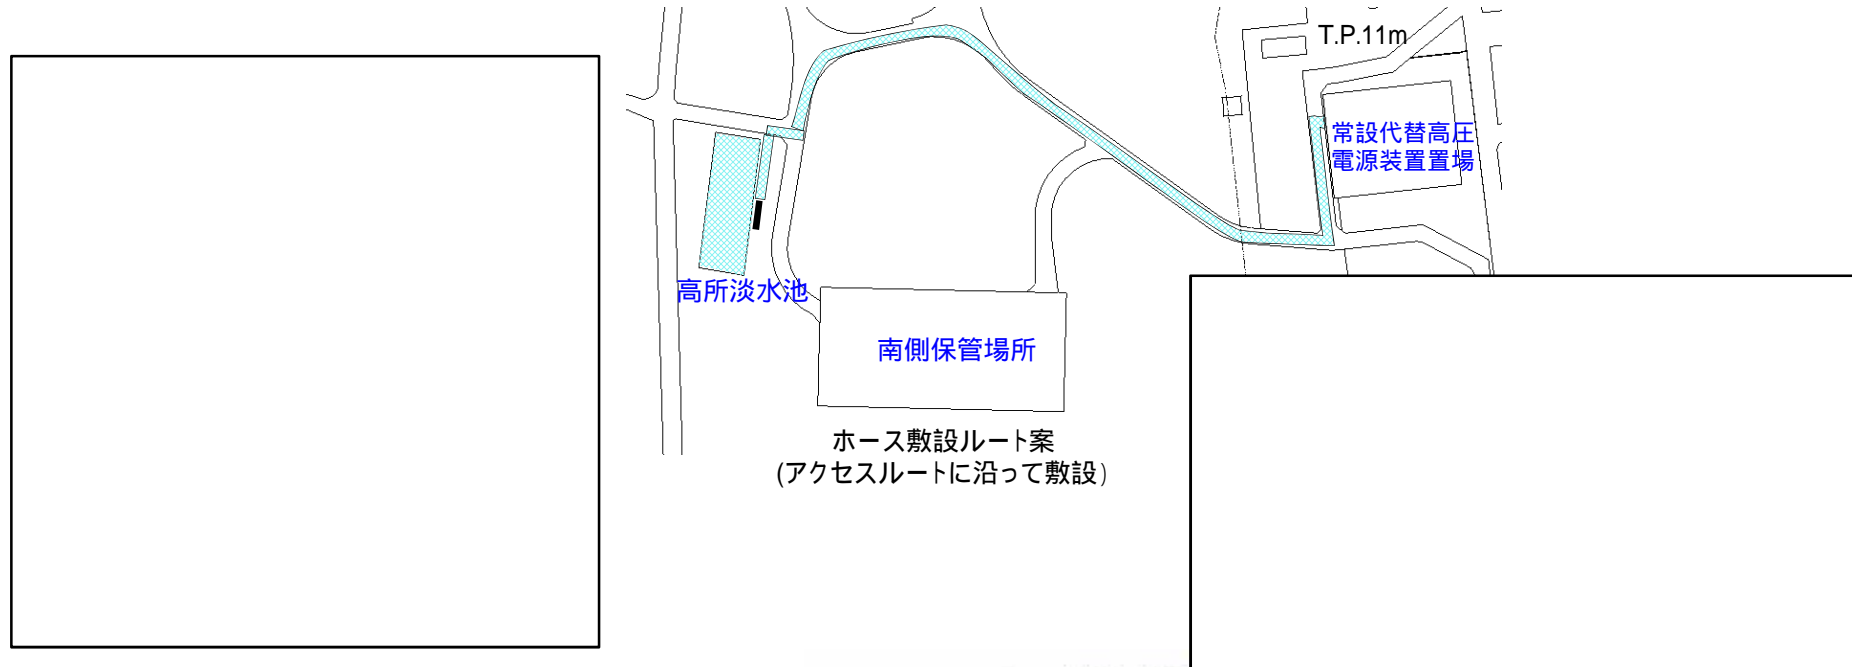 T.P.11m
常設代替高圧
電源装置置場
高所淡水池
南側保管場所
ホース敷設ルート案
(アクセスルートに沿って敷設)